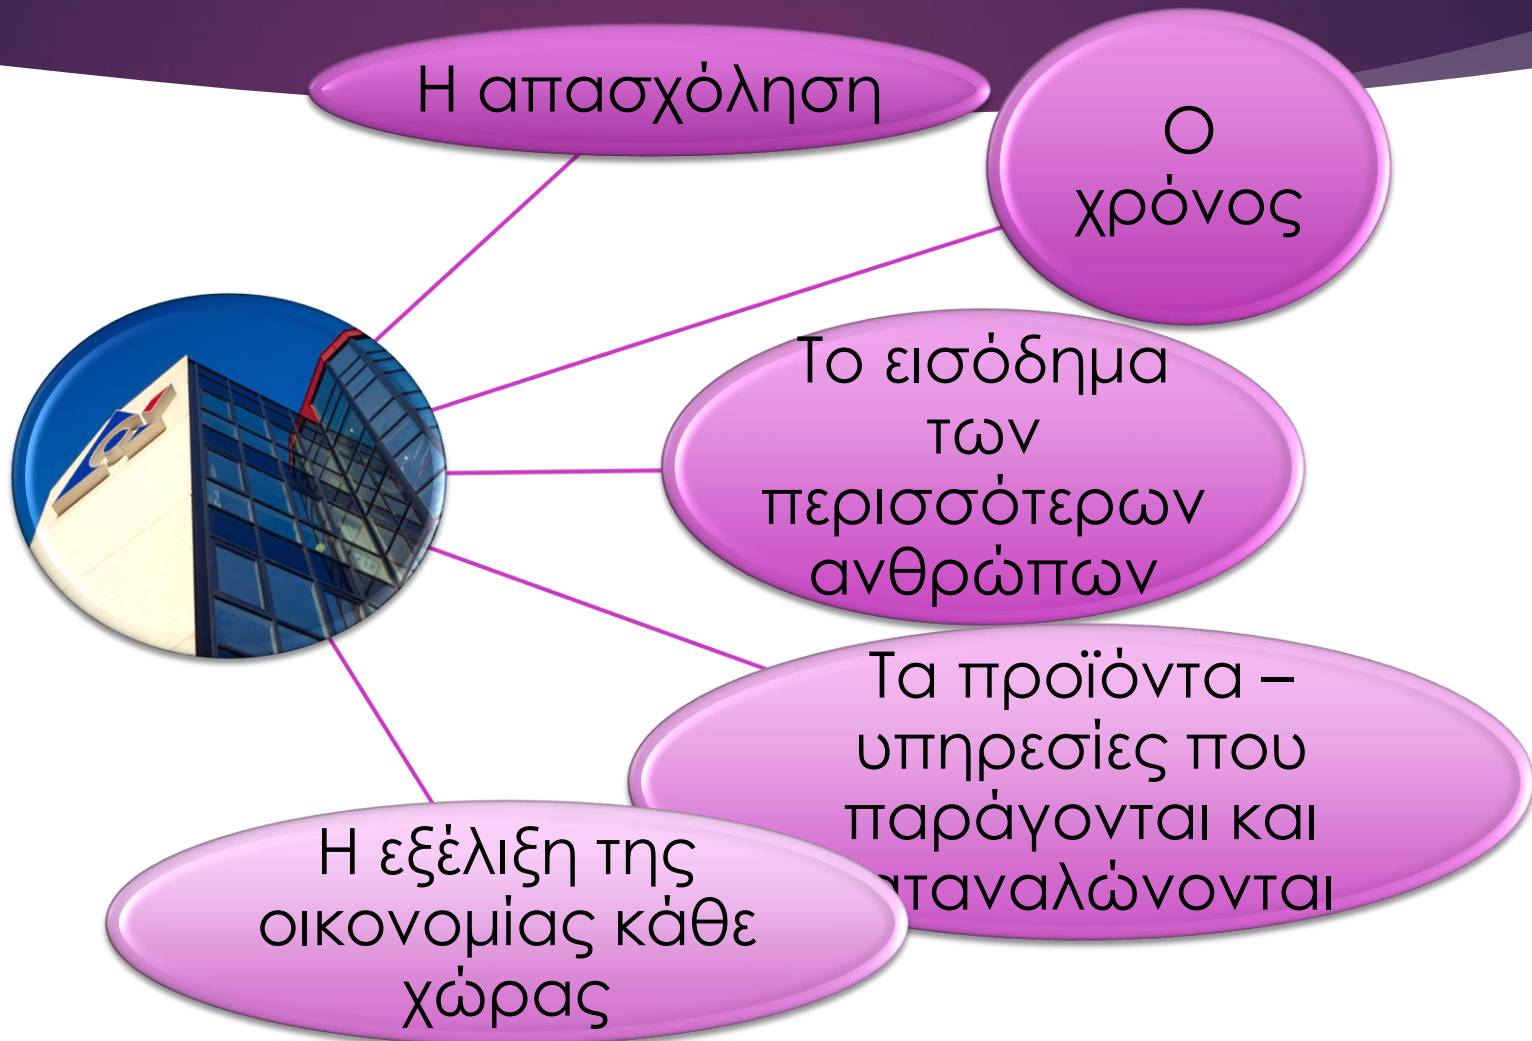 Η απασχόληση
Ο
χρόνος
Το εισόδημα
των
περισσότερων
ανθρώπων
Τα προϊόντα –
υπηρεσίες που
παράγονται και
αταναλώνονται
Η εξέλιξη της
οικονομίας κάθε
χώρας